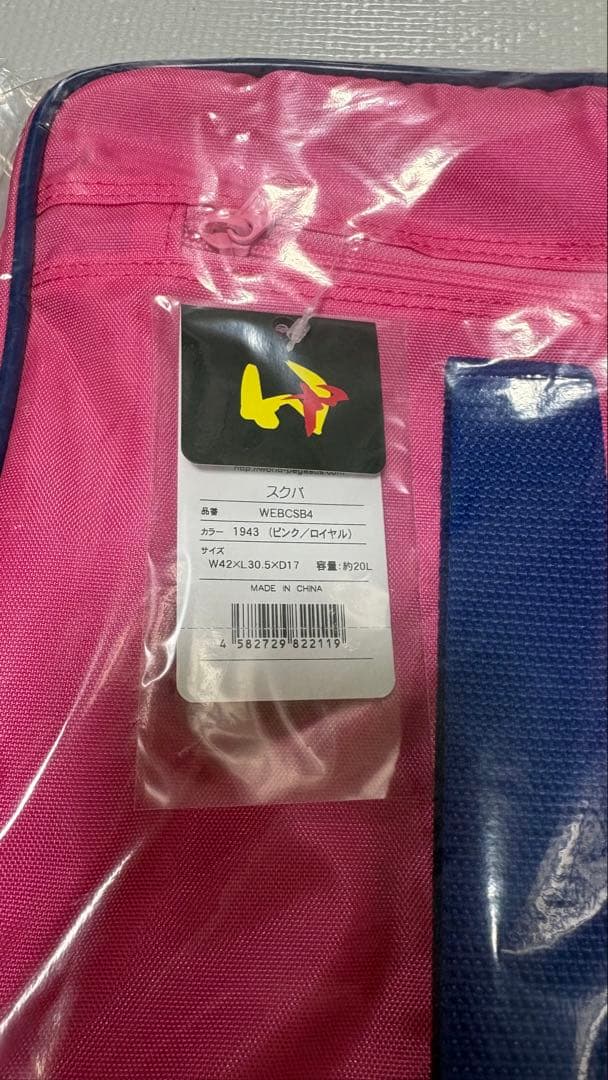 http://world-pegasus.com
スクバ
品番 WEBCSB4
カラー 1943 (ピンク／ロイヤル)
サイズ
W42×L30.5×D17 容量:約20L
MADE IN CHINA
4 582729 822119